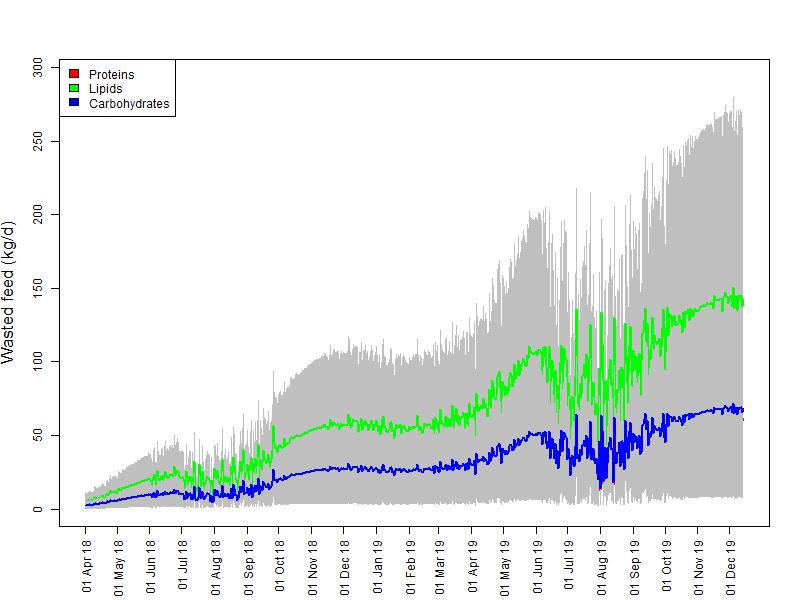 Proteins
Lipids
Carbohydrates
Wasted feed (kg/d)
300
250
200
150
100
50
0
01 Apr 18
01 May 18
01 Jun 18
01 Jul 18
01 Aug 18
01 Sep 18
01 Oct 18
01 Nov 18
01 Dec 18
01 Jan 19
01 Feb 19
01 Mar 19
01 Apr 19
01 May 19
01 Jun 19
01 Jul 19
01 Aug 19
01 Sep 19
01 Oct 19
01 Nov 19
01 Dec 19